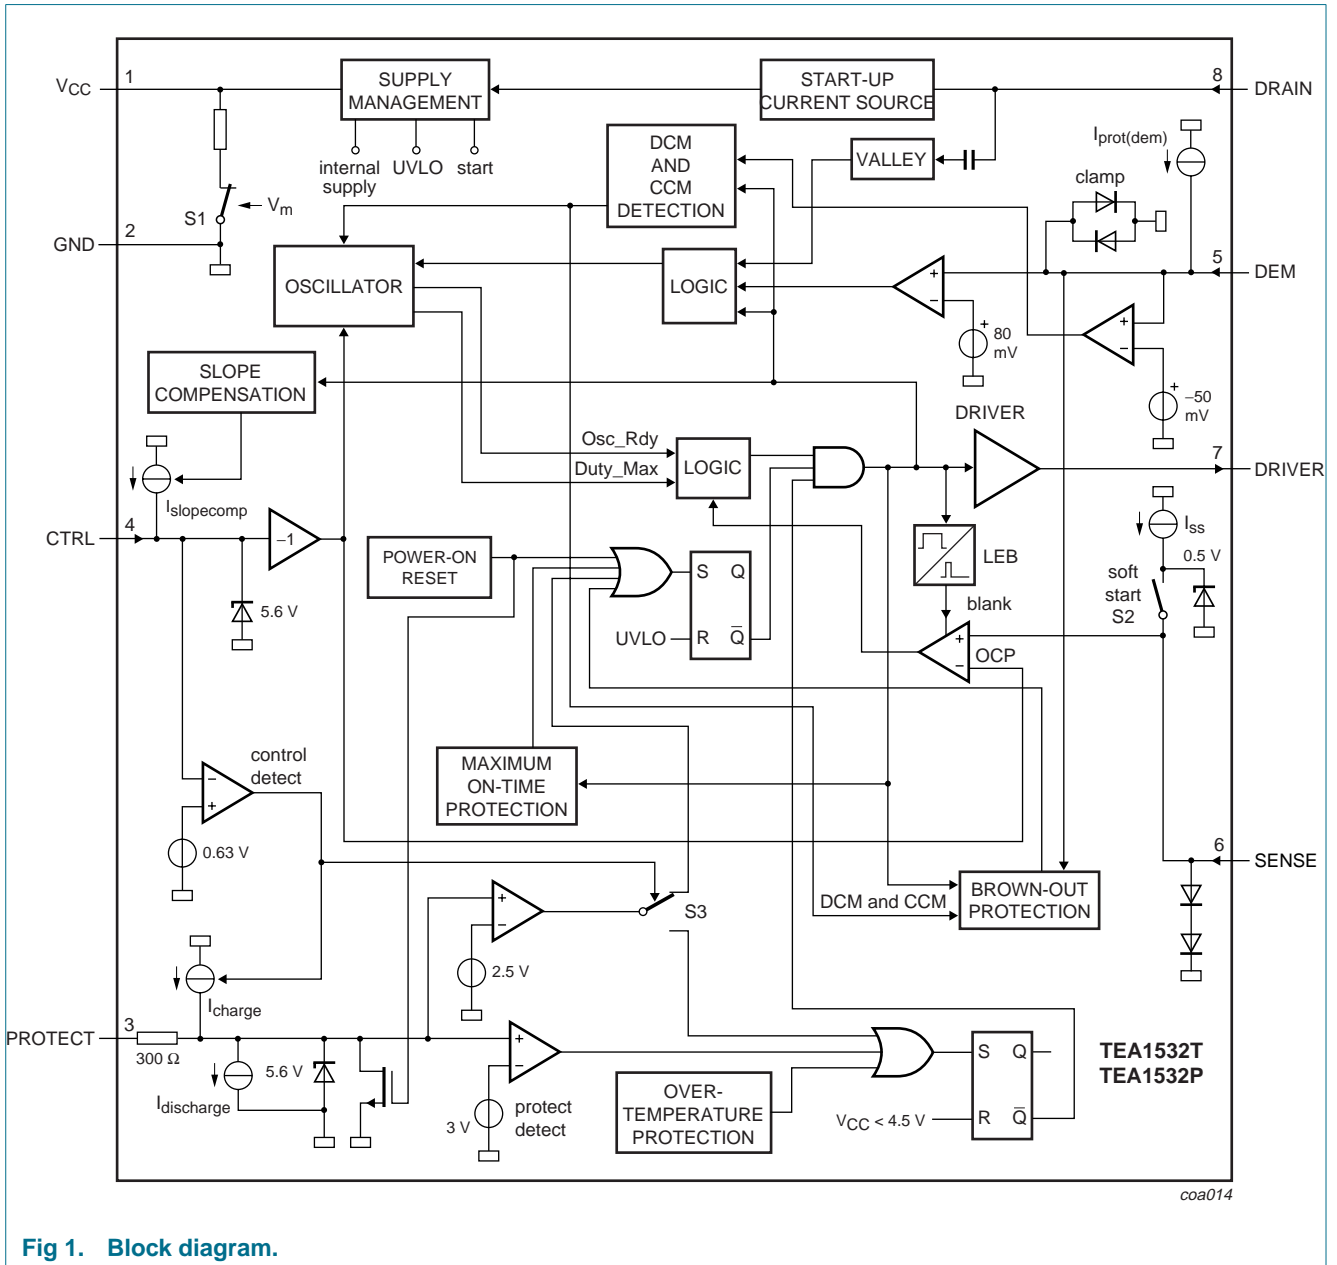 VCC
1
SUPPLY
MANAGEMENT
START-UP
CURRENT SOURCE
8
DRAIN
internal
supply
UVLO
start
DCM
AND
CCM
DETECTION
VALLEY
Iprot(dem)
clamp
S1
Vm
GND
2
OSCILLATOR
LOGIC
+
−
+
80
mV
5
DEM
+
−
+
−50
mV
SLOPE
COMPENSATION
Islopecomp
Osc_Rdy
Duty_Max
LOGIC
DRIVER
7
DRIVER
CTRL
4
−1
5.6 V
POWER-ON
RESET
S
Q
UVLO
R
Q
LEB
blank
+
−
OCP
Iss
0.5 V
soft
start
S2
control
detect
−
+
0.63 V
MAXIMUM
ON-TIME
PROTECTION
6
SENSE
+
−
2.5 V
S3
DCM and CCM
BROWN-OUT
PROTECTION
Icharge
PROTECT
3
300 Ω
Idischarge
5.6 V
+
−
3 V
protect
detect
OVER-
TEMPERATURE
PROTECTION
VCC < 4.5 V
S
Q
R
Q
TEA1532T
TEA1532P
coa014
Fig 1. Block diagram.